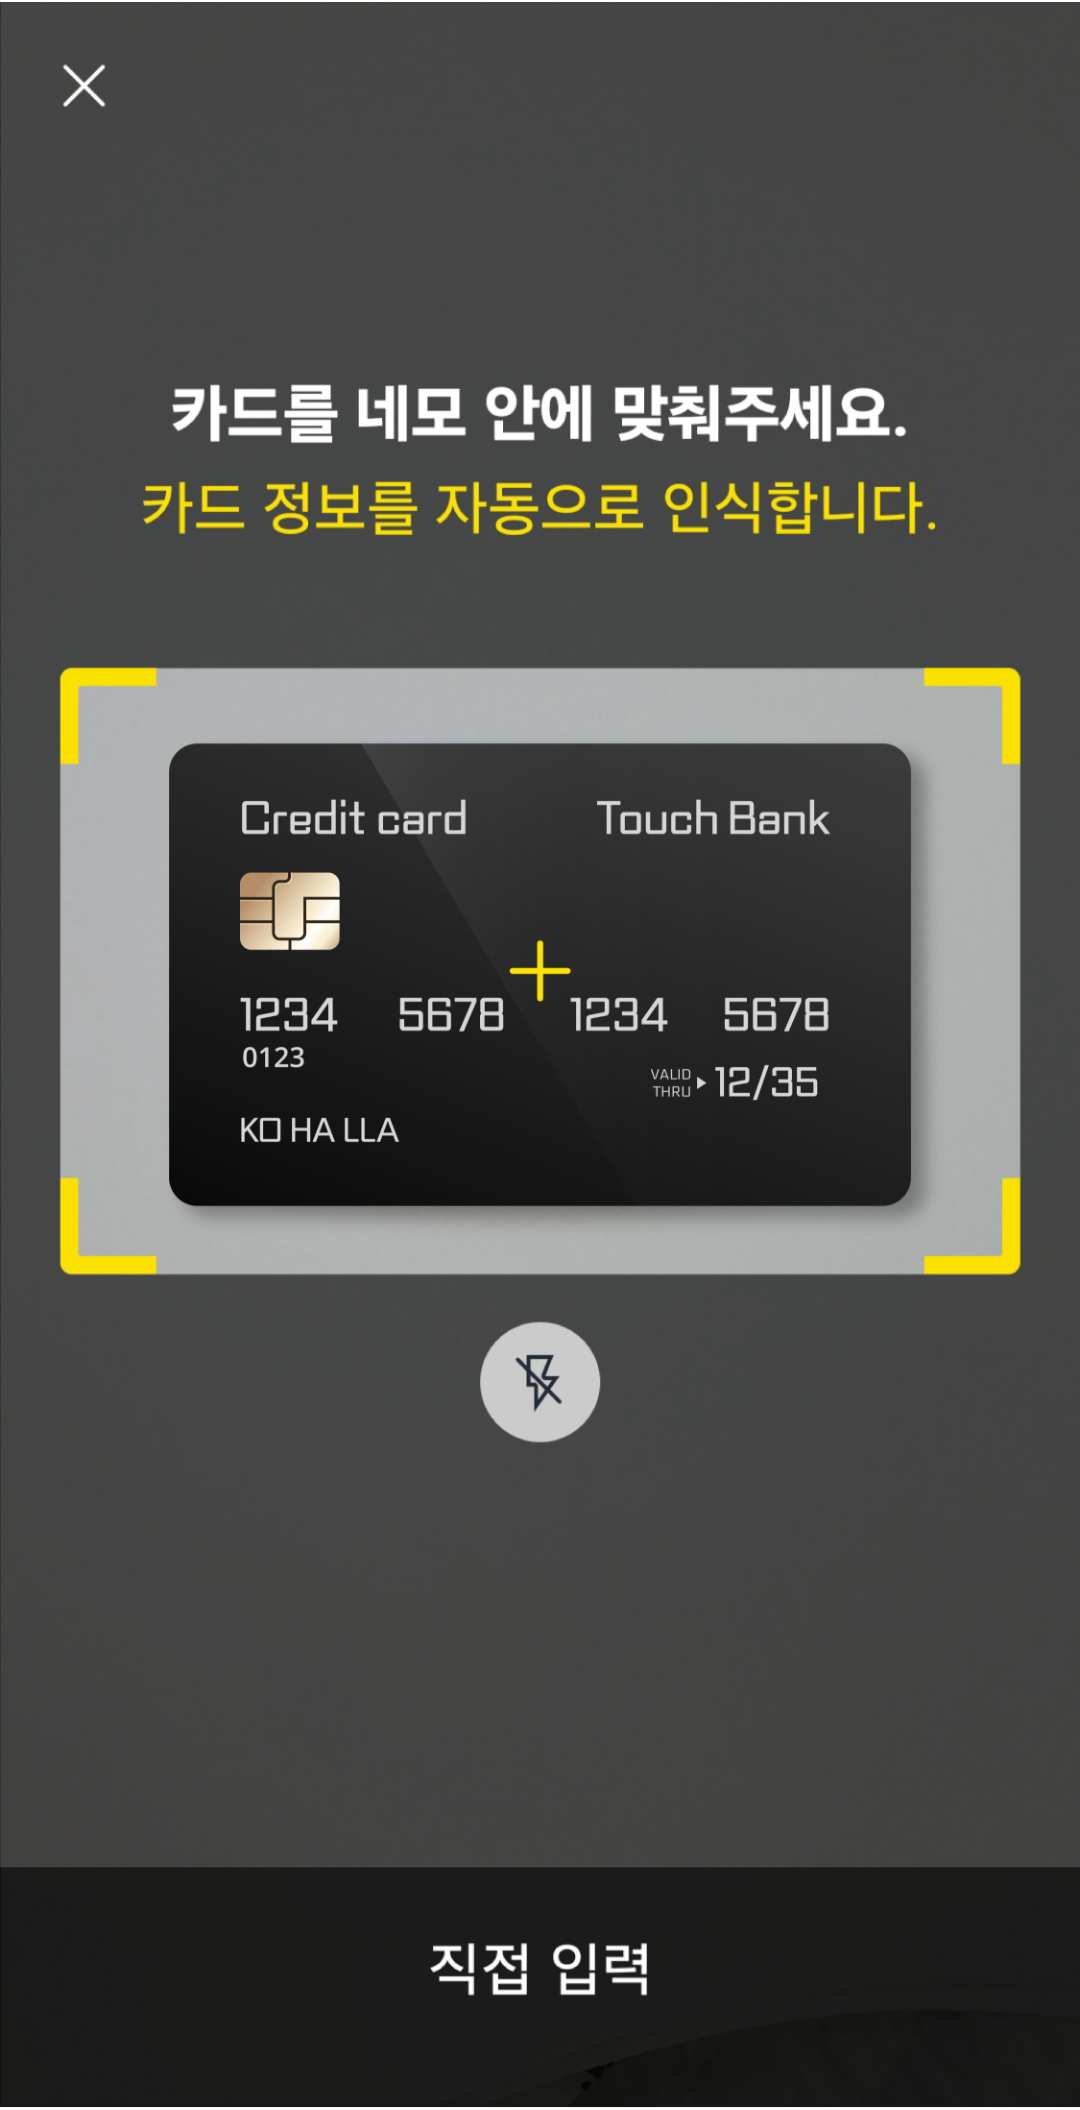 카드를 네모 안에 맞춰주세요.
카드 정보를 자동으로 인식합니다.
Credit card Touch Bank
1234 5678 1234 5678
0123
VALID THRU 12/35
KO HA LLA
직접 입력